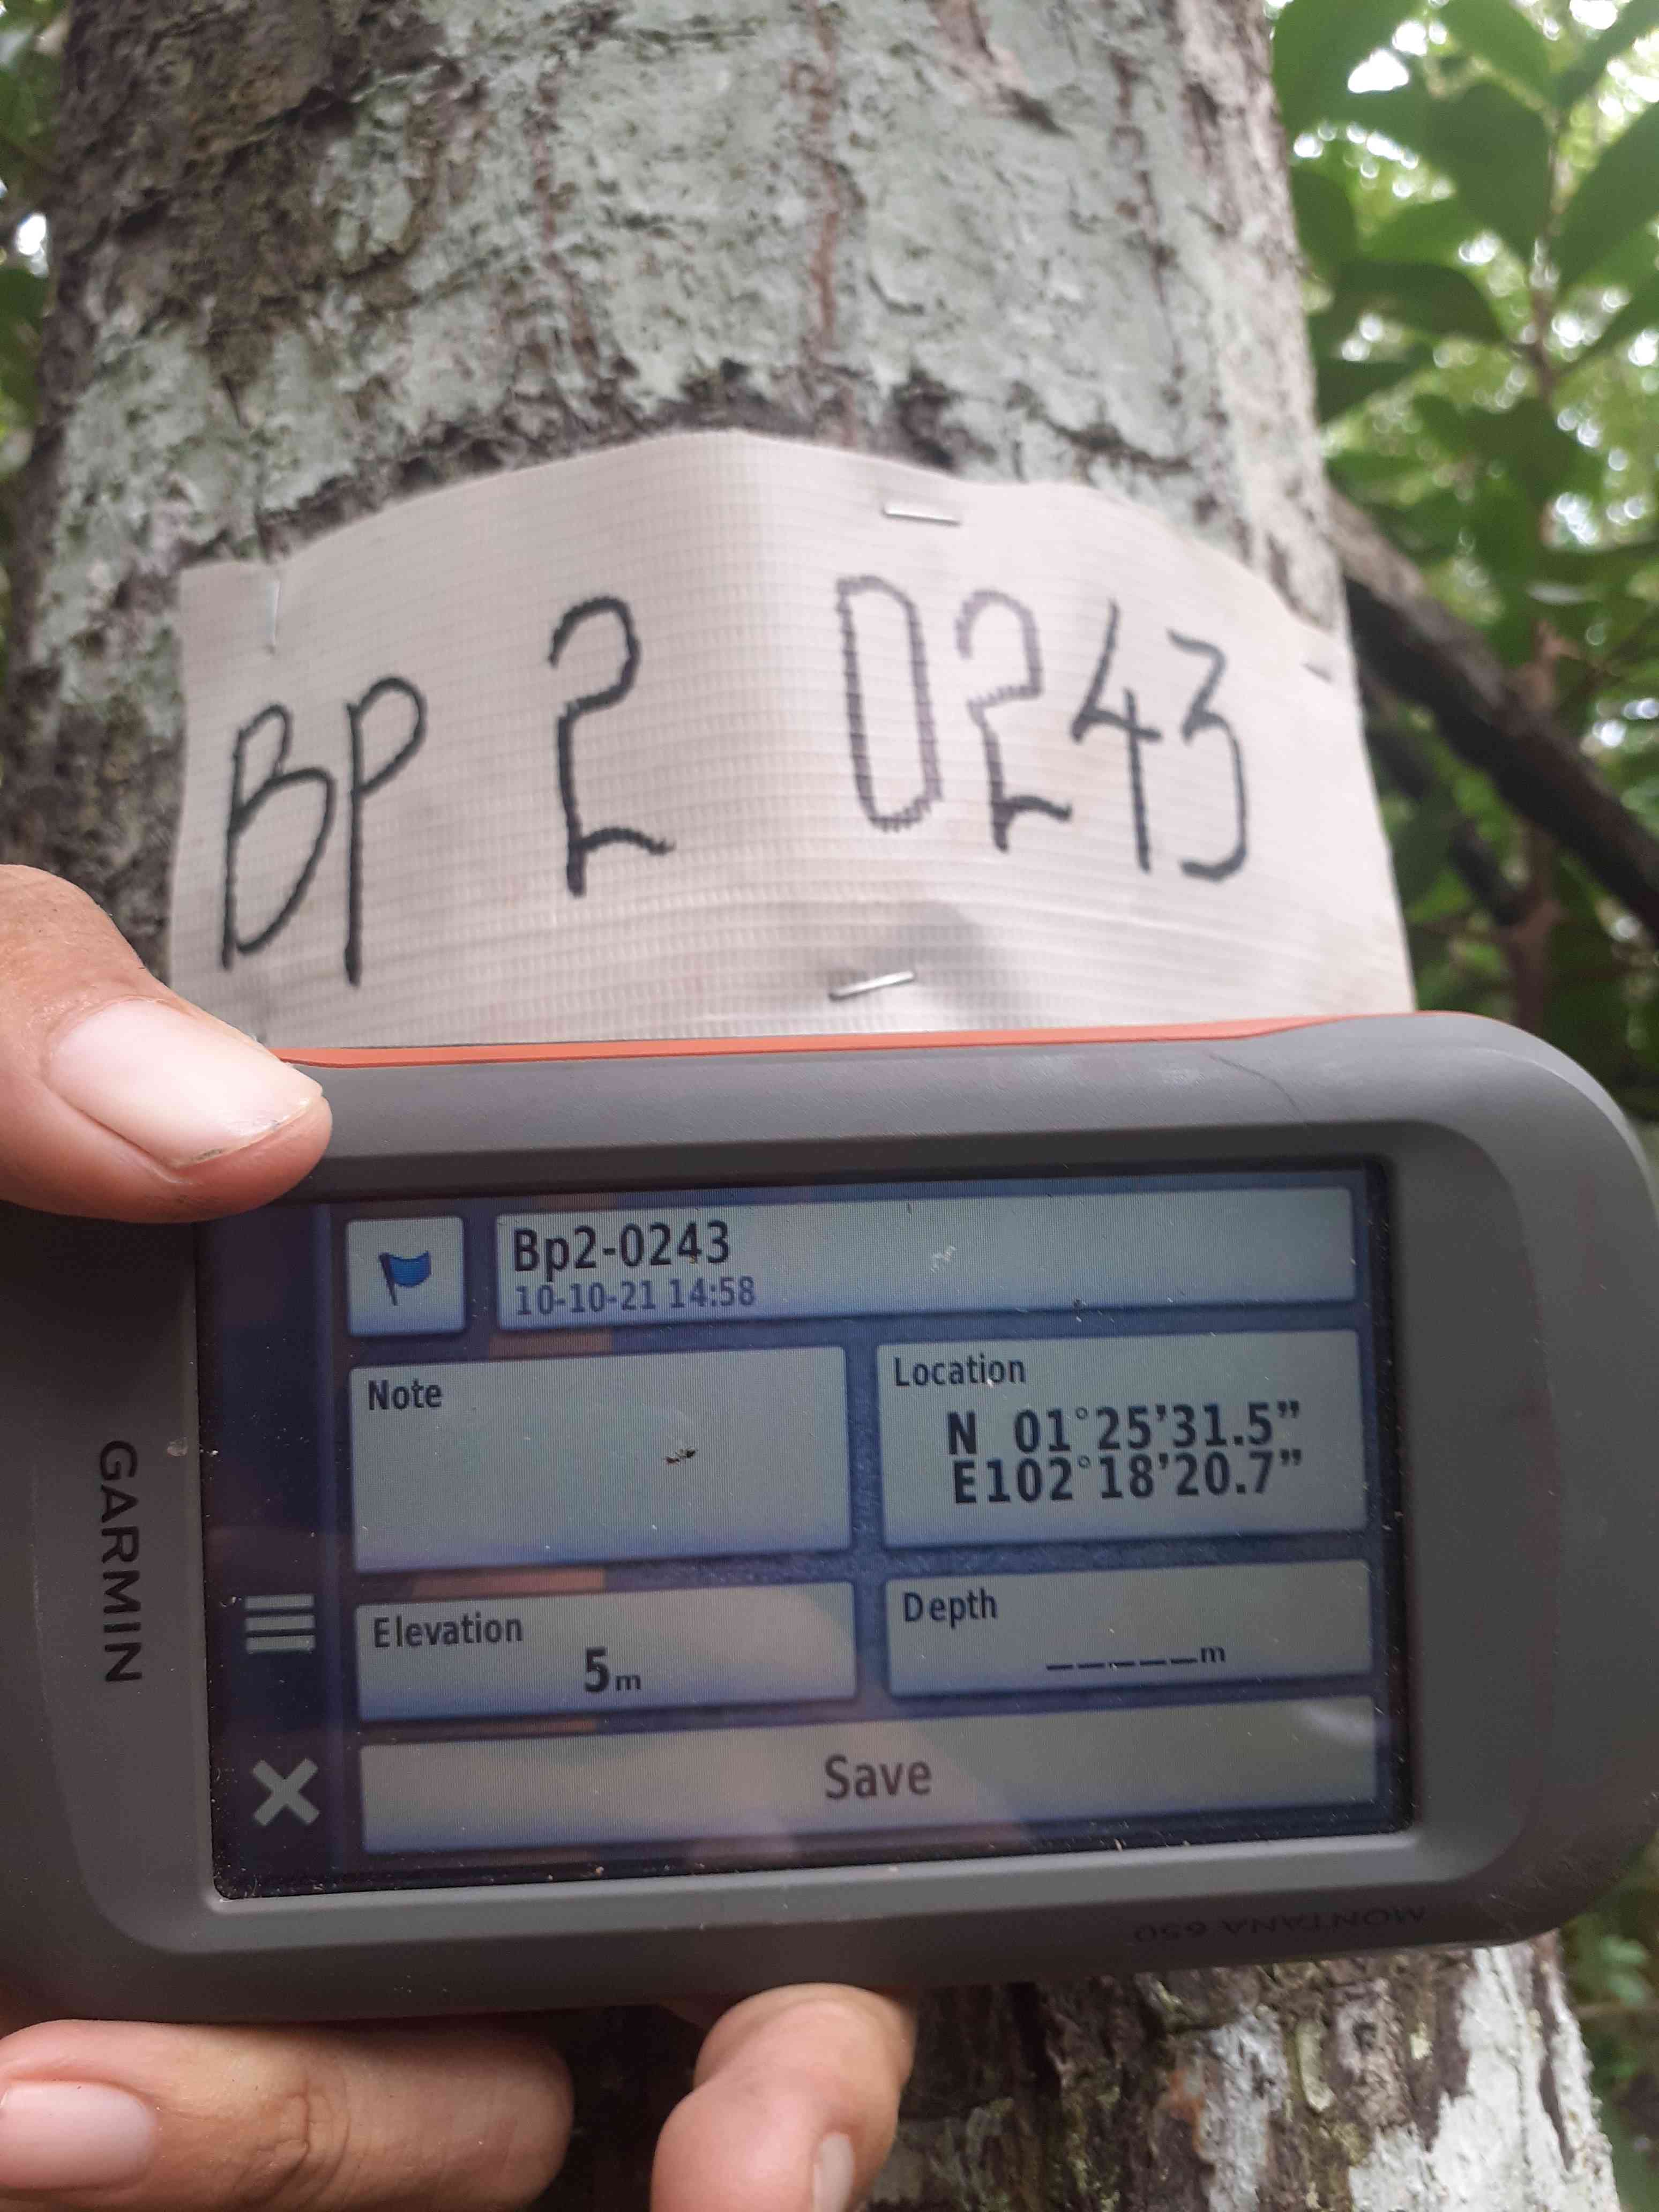 BP 2 0243
GARMIN
Bp2-0243
10-10-21 14:58
Note
Location
N 01°25'31.5"
E102°18'20.7"
Elevation
5m
Depth
_____m
Save
MONTANA 650